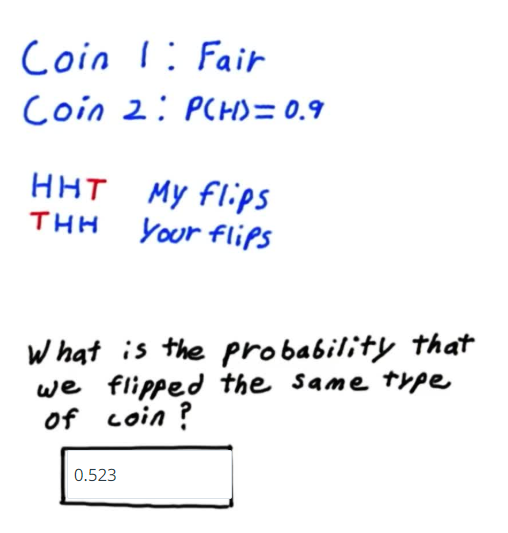 Coin 1: Fair
Coin 2: P(H)= 0.9
HHT My flips
THH Your flips
What is the probability that
we flipped the same type
of coin?
0.523